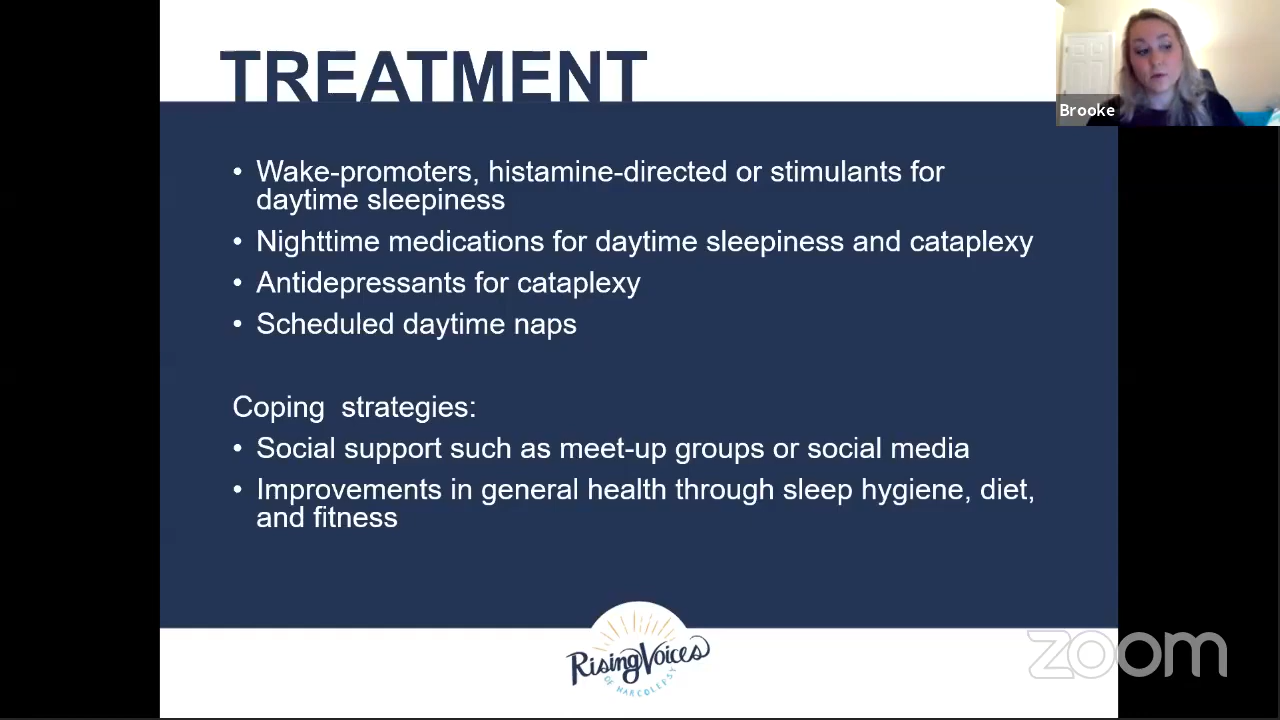 TREATMENT
Brooke
• Wake-promoters, histamine-directed or stimulants for
daytime sleepiness
• Nighttime medications for daytime sleepiness and cataplexy
• Antidepressants for cataplexy
• Scheduled daytime naps
Coping strategies:
• Social support such as meet-up groups or social media
• Improvements in general health through sleep hygiene, diet,
and fitness
Rising Voices
OF NARCOLEPSY
zoom